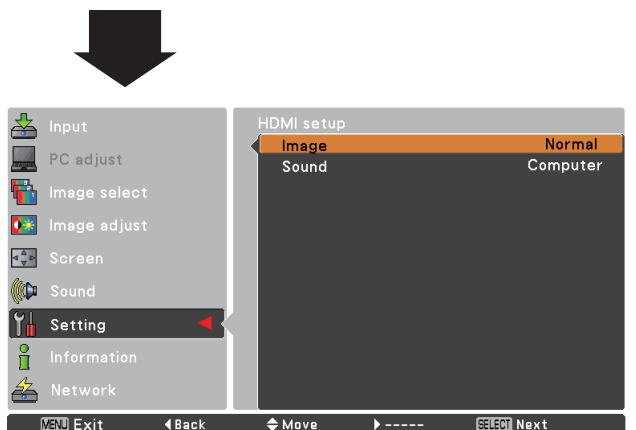 Input
PC adjust
Image select
Image adjust
Screen
Sound
Setting
Information
Network
HDMI setup
Image Normal
Sound Computer
MENU Exit Back Move ----- SELECT Next